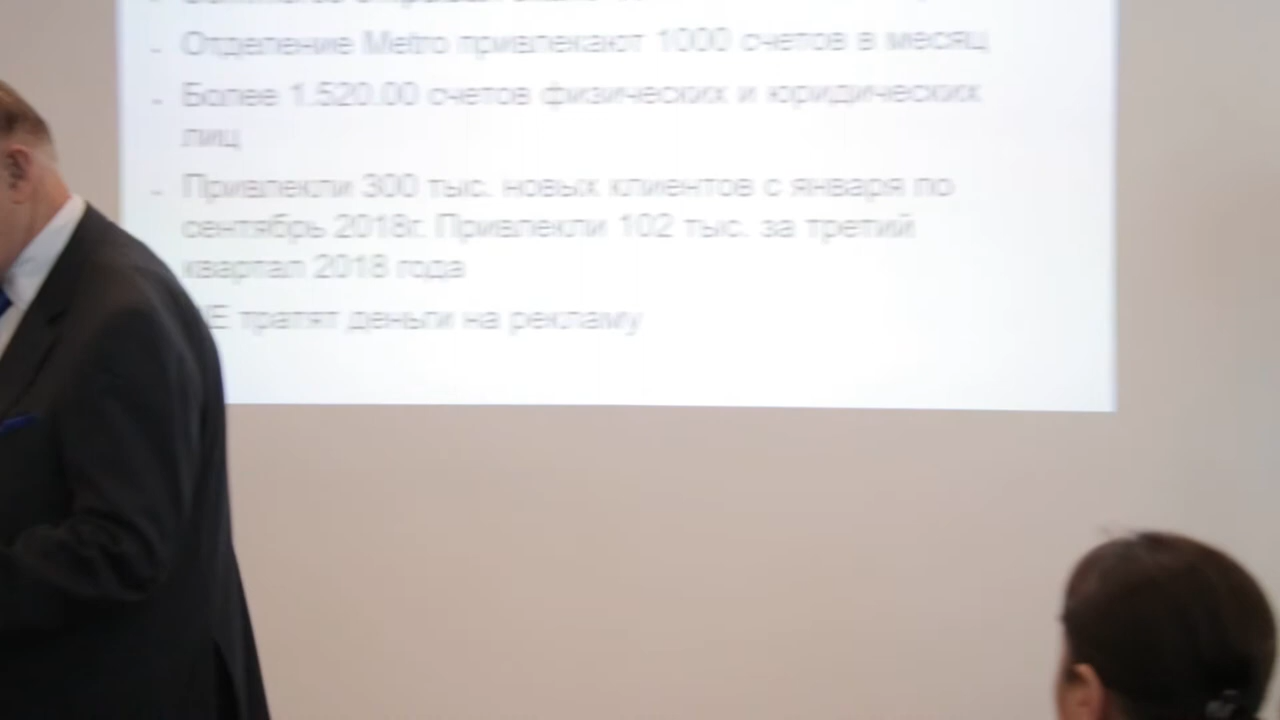 - Отделение Metro привлекают 1000 счетов в месяц
- Более 1.520.00 счетов физических и юридических
лиц
- Привлекли 300 тыс. новых клиентов с января по
сентябрь 2018г. Привлекли 102 тыс. за третий
квартал 2018 года
тратят деньги на рекламу